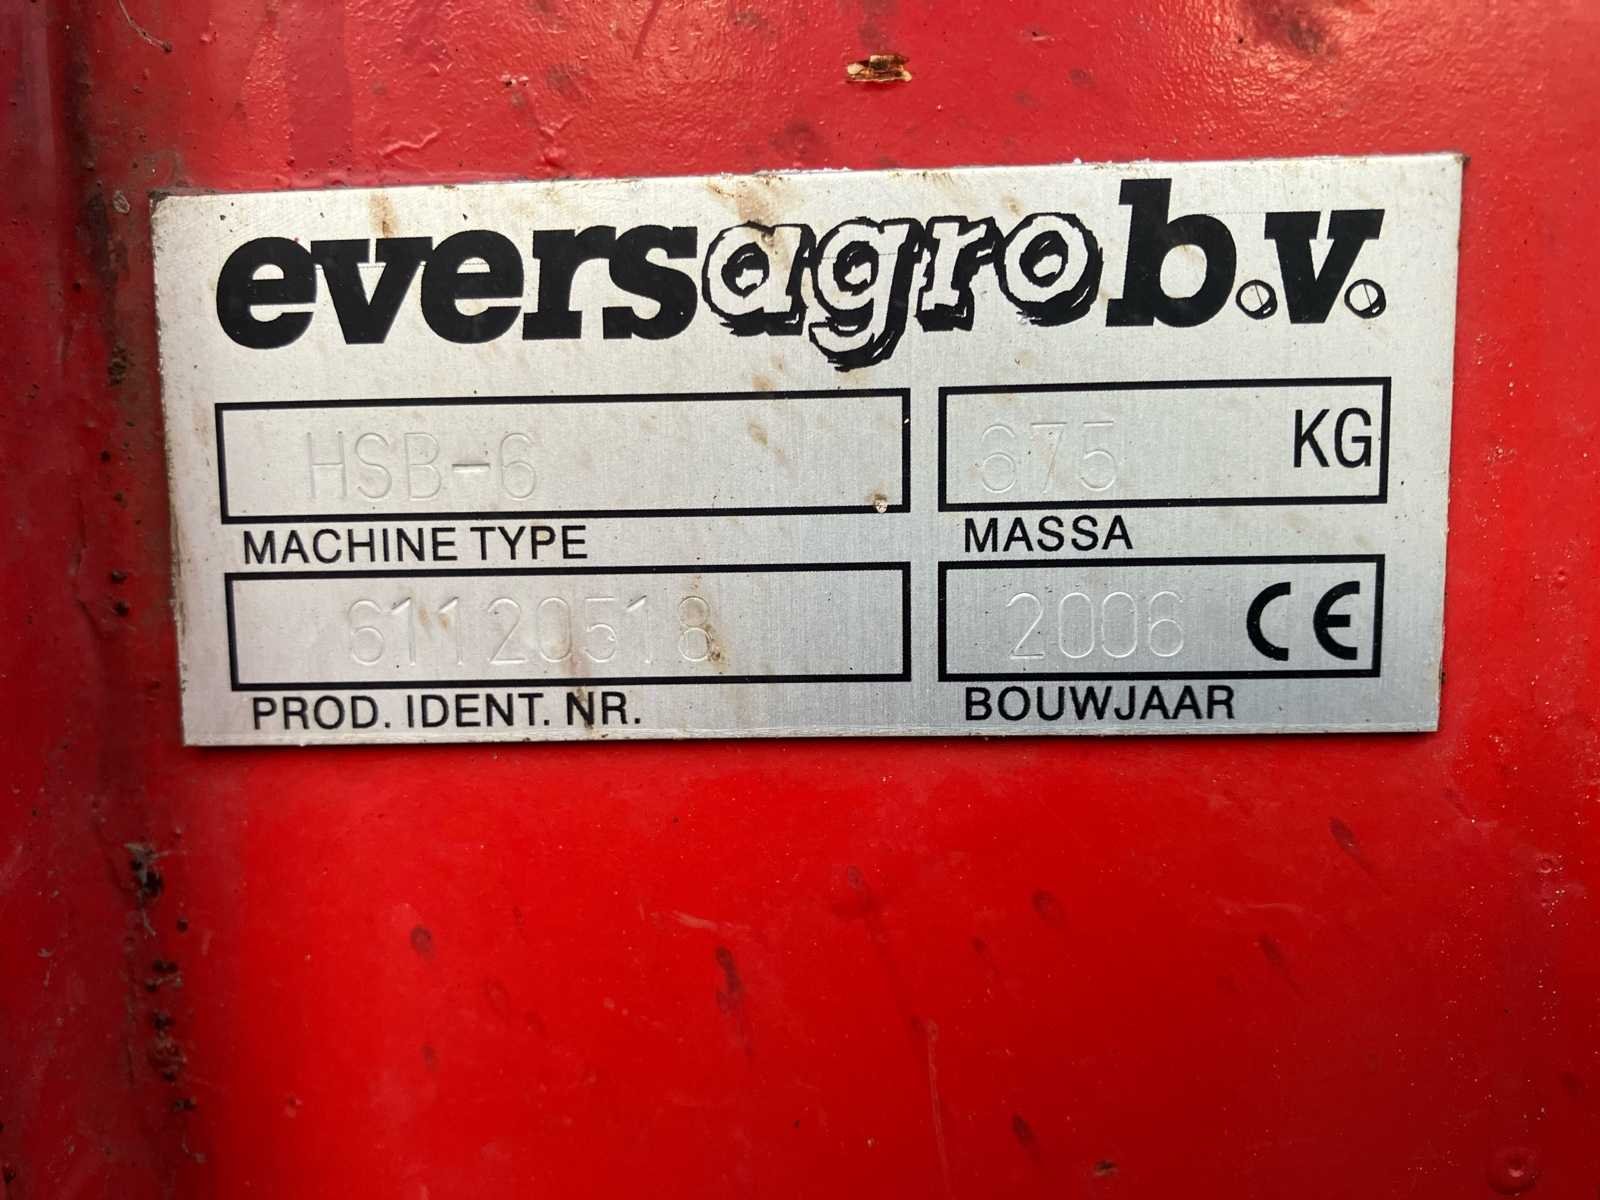 eversagro b.v.
HSB-6
675 KG
MACHINE TYPE
MASSA
61120518
2006 CE
PROD. IDENT. NR.
BOUWJAAR